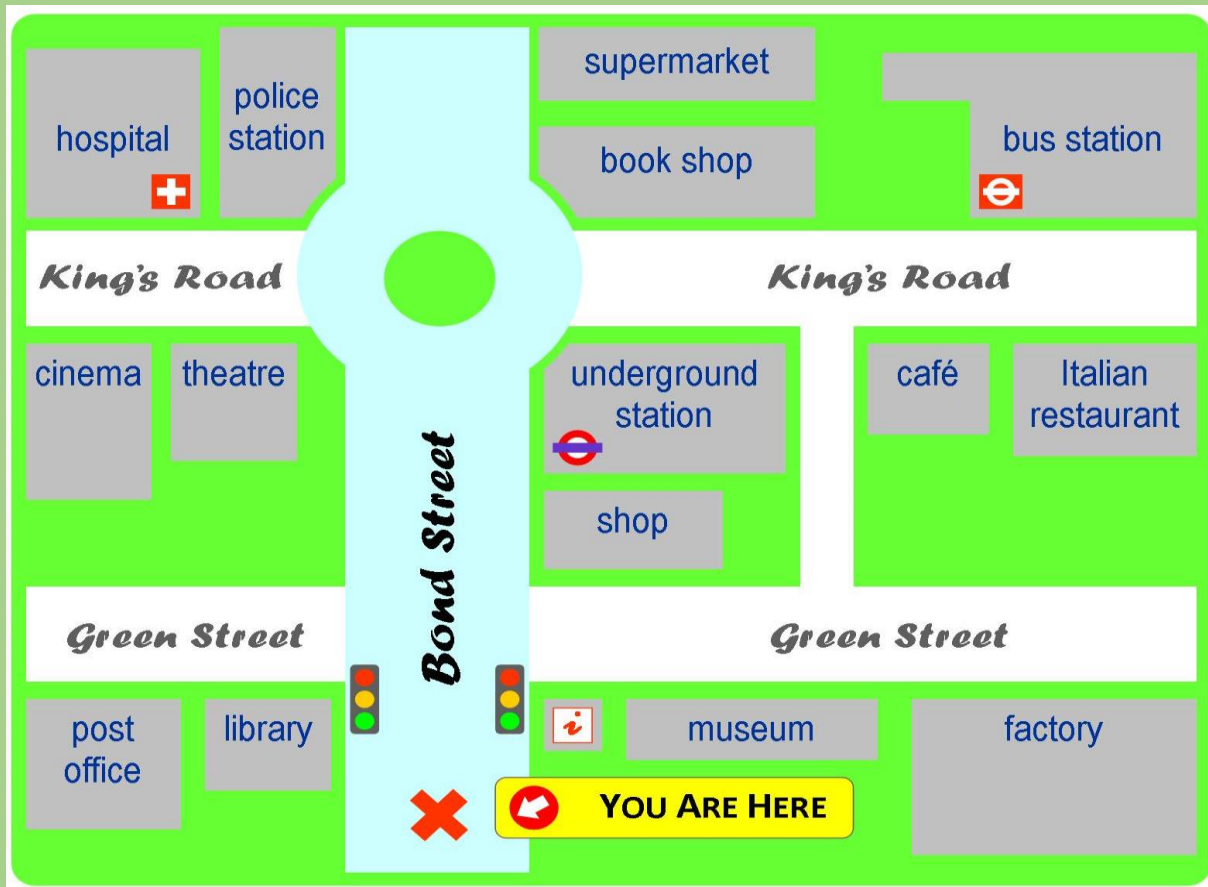 hospital
police
station
supermarket
book shop
bus station
King's Road
King's Road
cinema
theatre
underground
station
café
Italian
restaurant
shop
Bond Street
Green Street
Green Street
post
office
library
i
museum
factory
YOU ARE HERE